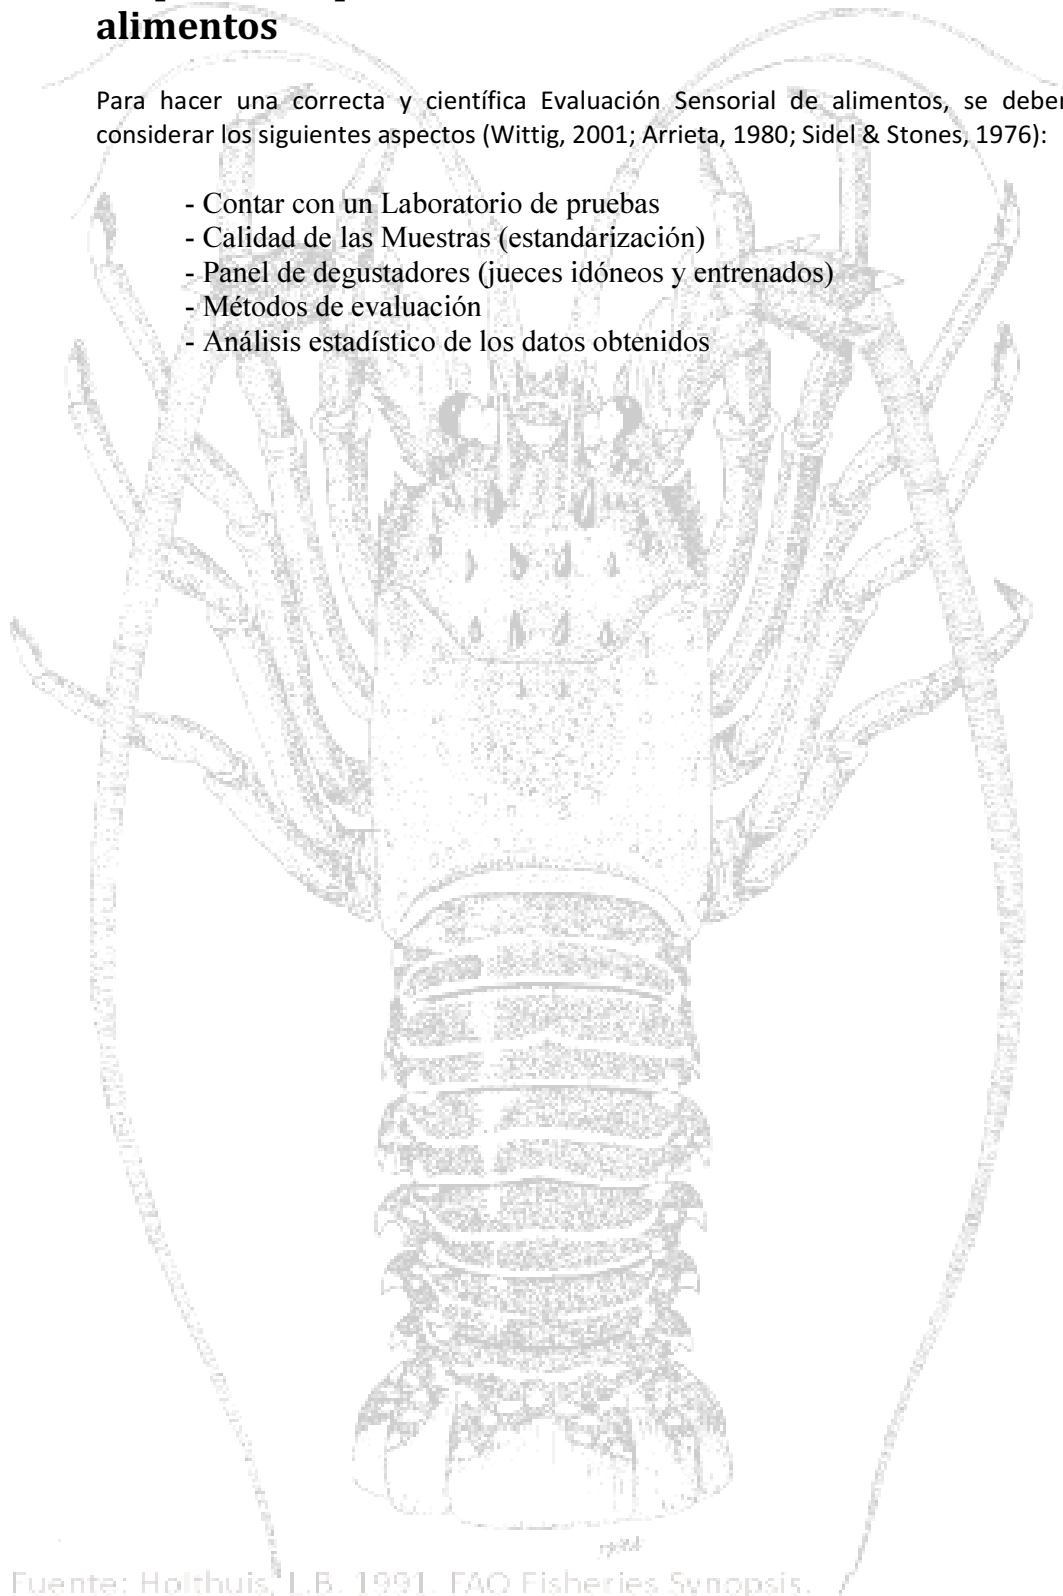 alimentos
Para hacer una correcta y científica Evaluación Sensorial de alimentos, se deben
considerar los siguientes aspectos (Wittig, 2001; Arrieta, 1980; Sidel & Stones, 1976):
- Contar con un Laboratorio de pruebas
- Calidad de las Muestras (estandarización)
- Panel de degustadores (jueces idóneos y entrenados)
- Métodos de evaluación
- Análisis estadístico de los datos obtenidos
Fuente: Holthuis, L.B. 1991. FAO Fisheries Synopsis.